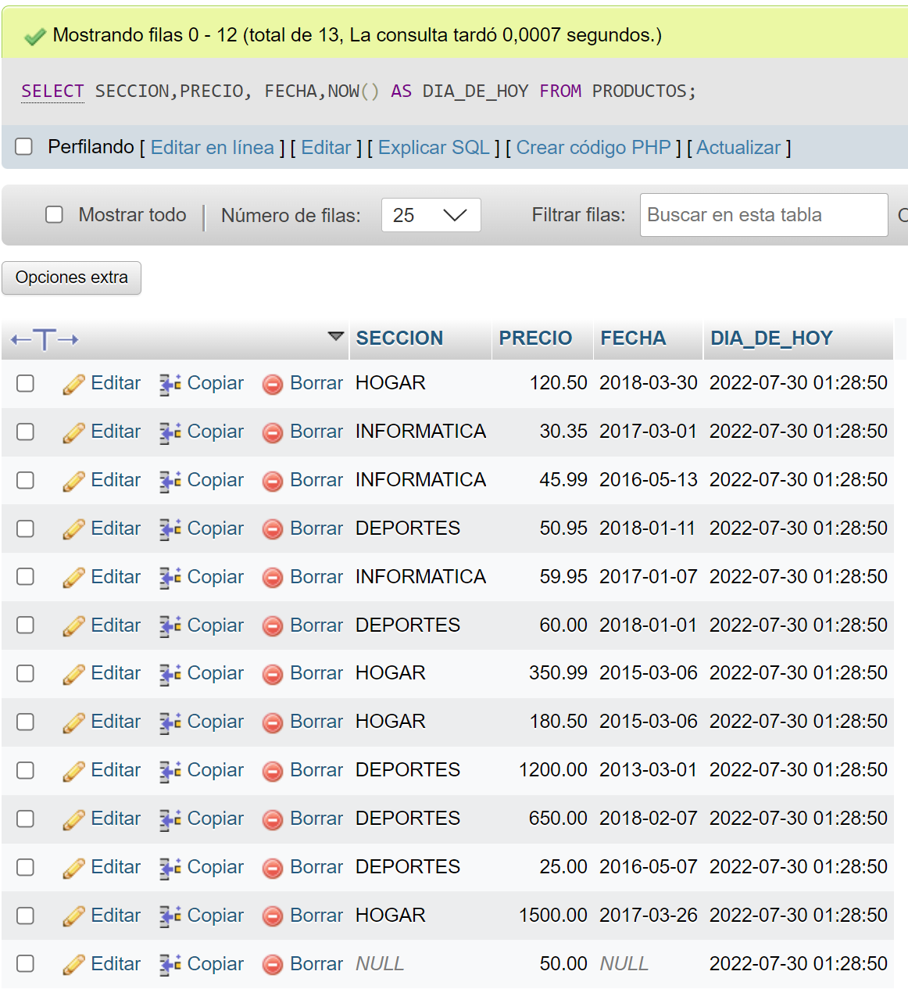 Mostrando filas 0 - 12 (total de 13, La consulta tardó 0,0007 segundos.)
SELECT SECCION,PRECIO, FECHA,NOW() AS DIA_DE_HOY FROM PRODUCTOS;
Perfilando [ Editar en línea ] [ Editar ] [ Explicar SQL ] [ Crear código PHP ] [ Actualizar ]
Mostrar todo Número de filas: 25 Filtrar filas: Buscar en esta tabla
Opciones extra
←T→ SECCION PRECIO FECHA DIA_DE_HOY
Editar Copiar Borrar HOGAR 120.50 2018-03-30 2022-07-30 01:28:50
Editar Copiar Borrar INFORMATICA 30.35 2017-03-01 2022-07-30 01:28:50
Editar Copiar Borrar INFORMATICA 45.99 2016-05-13 2022-07-30 01:28:50
Editar Copiar Borrar DEPORTES 50.95 2018-01-11 2022-07-30 01:28:50
Editar Copiar Borrar INFORMATICA 59.95 2017-01-07 2022-07-30 01:28:50
Editar Copiar Borrar DEPORTES 60.00 2018-01-01 2022-07-30 01:28:50
Editar Copiar Borrar HOGAR 350.99 2015-03-06 2022-07-30 01:28:50
Editar Copiar Borrar HOGAR 180.50 2015-03-06 2022-07-30 01:28:50
Editar Copiar Borrar DEPORTES 1200.00 2013-03-01 2022-07-30 01:28:50
Editar Copiar Borrar DEPORTES 650.00 2018-02-07 2022-07-30 01:28:50
Editar Copiar Borrar DEPORTES 25.00 2016-05-07 2022-07-30 01:28:50
Editar Copiar Borrar HOGAR 1500.00 2017-03-26 2022-07-30 01:28:50
Editar Copiar Borrar NULL 50.00 NULL 2022-07-30 01:28:50